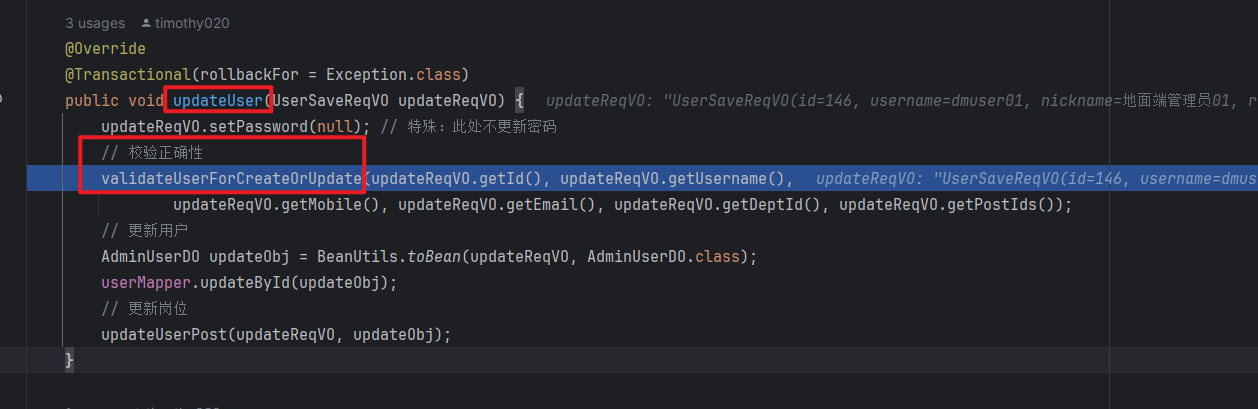 3 usages timothy020
@Override
@Transactional(rollbackFor = Exception.class)
public void updateUser(UserSaveReqVO updateReqVO) { updateReqVO: "UserSaveReqVO(id=146, username=dmuser01, nickname=地面端管理员01, r
updateReqVO.setPassword(null); // 特殊：此处不更新密码
// 校验正确性
validateUserForCreateOrUpdate(updateReqVO.getId(), updateReqVO.getUsername(), updateReqVO: "UserSaveReqVO(id=146, username=dmus
updateReqVO.getMobile(), updateReqVO.getEmail(), updateReqVO.getDeptId(), updateReqVO.getPostIds());
// 更新用户
AdminUserDO updateObj = BeanUtils.toBean(updateReqVO, AdminUserDO.class);
userMapper.updateById(updateObj);
// 更新岗位
updateUserPost(updateReqVO, updateObj);
}